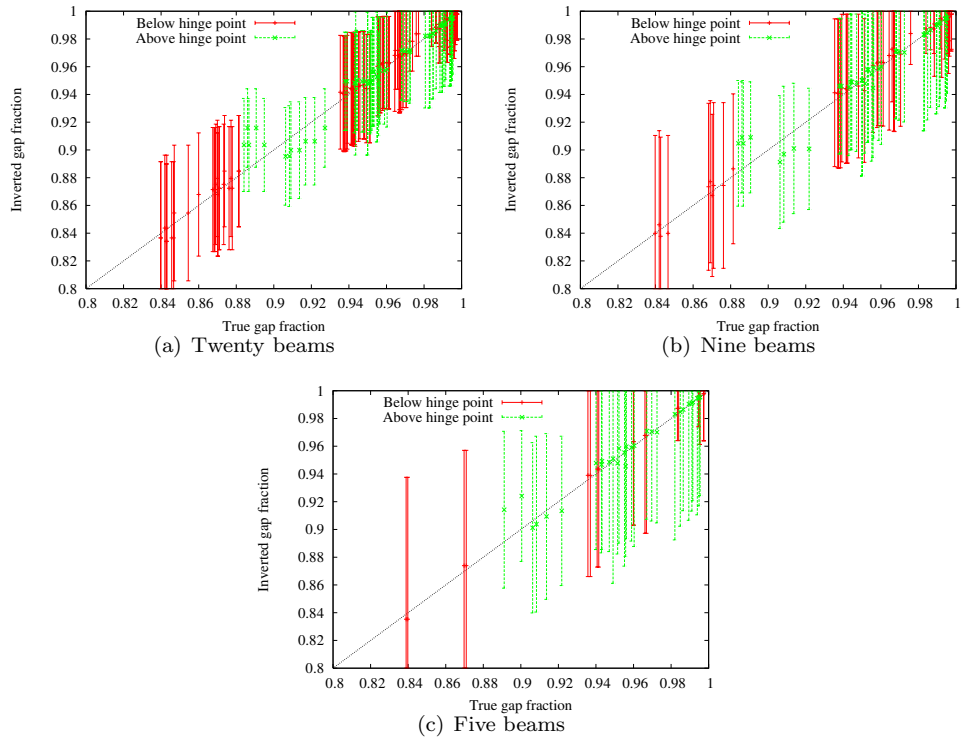 1
0.98
0.96
0.94
0.92
0.9
0.88
0.86
0.84
0.82
0.8
Inverted gap fraction
Below hinge point
Above hinge point
0.8 0.82 0.84 0.86 0.88 0.9 0.92 0.94 0.96 0.98 1
True gap fraction
(a) Twenty beams
1
0.98
0.96
0.94
0.92
0.9
0.88
0.86
0.84
0.82
0.8
Inverted gap fraction
Below hinge point
Above hinge point
0.8 0.82 0.84 0.86 0.88 0.9 0.92 0.94 0.96 0.98 1
True gap fraction
(b) Nine beams
1
0.98
0.96
0.94
0.92
0.9
0.88
0.86
0.84
0.82
0.8
Inverted gap fraction
Below hinge point
Above hinge point
0.8 0.82 0.84 0.86 0.88 0.9 0.92 0.94 0.96 0.98 1
True gap fraction
(c) Five beams